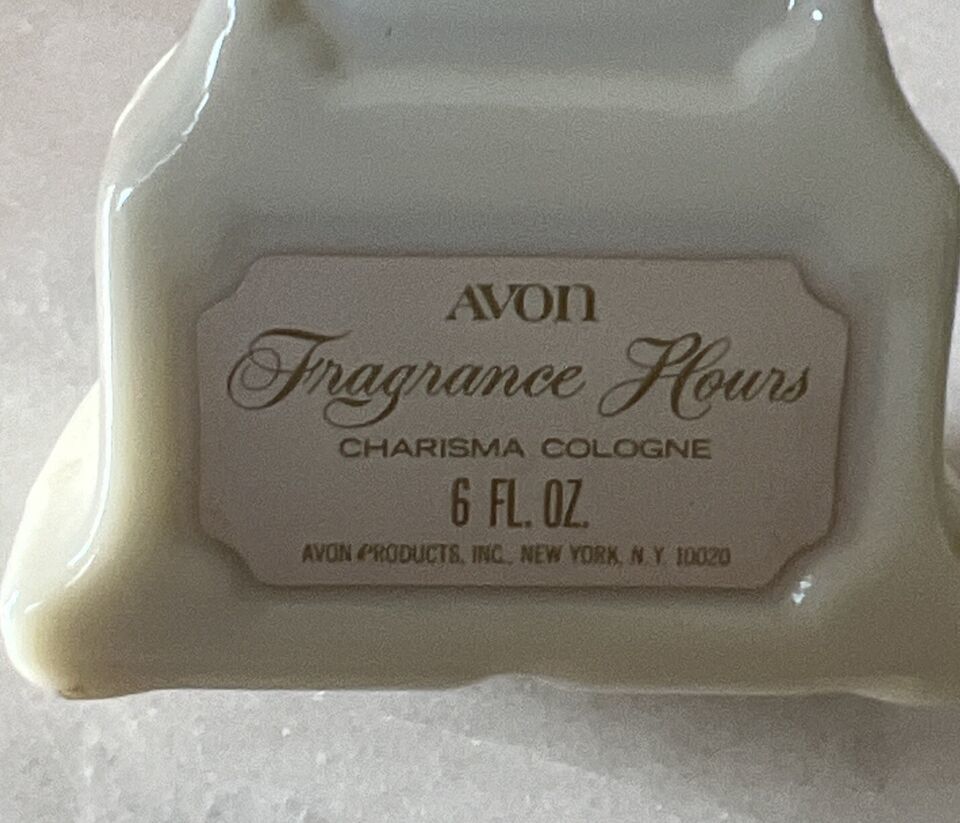 AVON
Fragrance Hours
CHARISMA COLOGNE
6 FL. OZ.
AVON PRODUCTS, INC., NEW YORK, N.Y. 10020